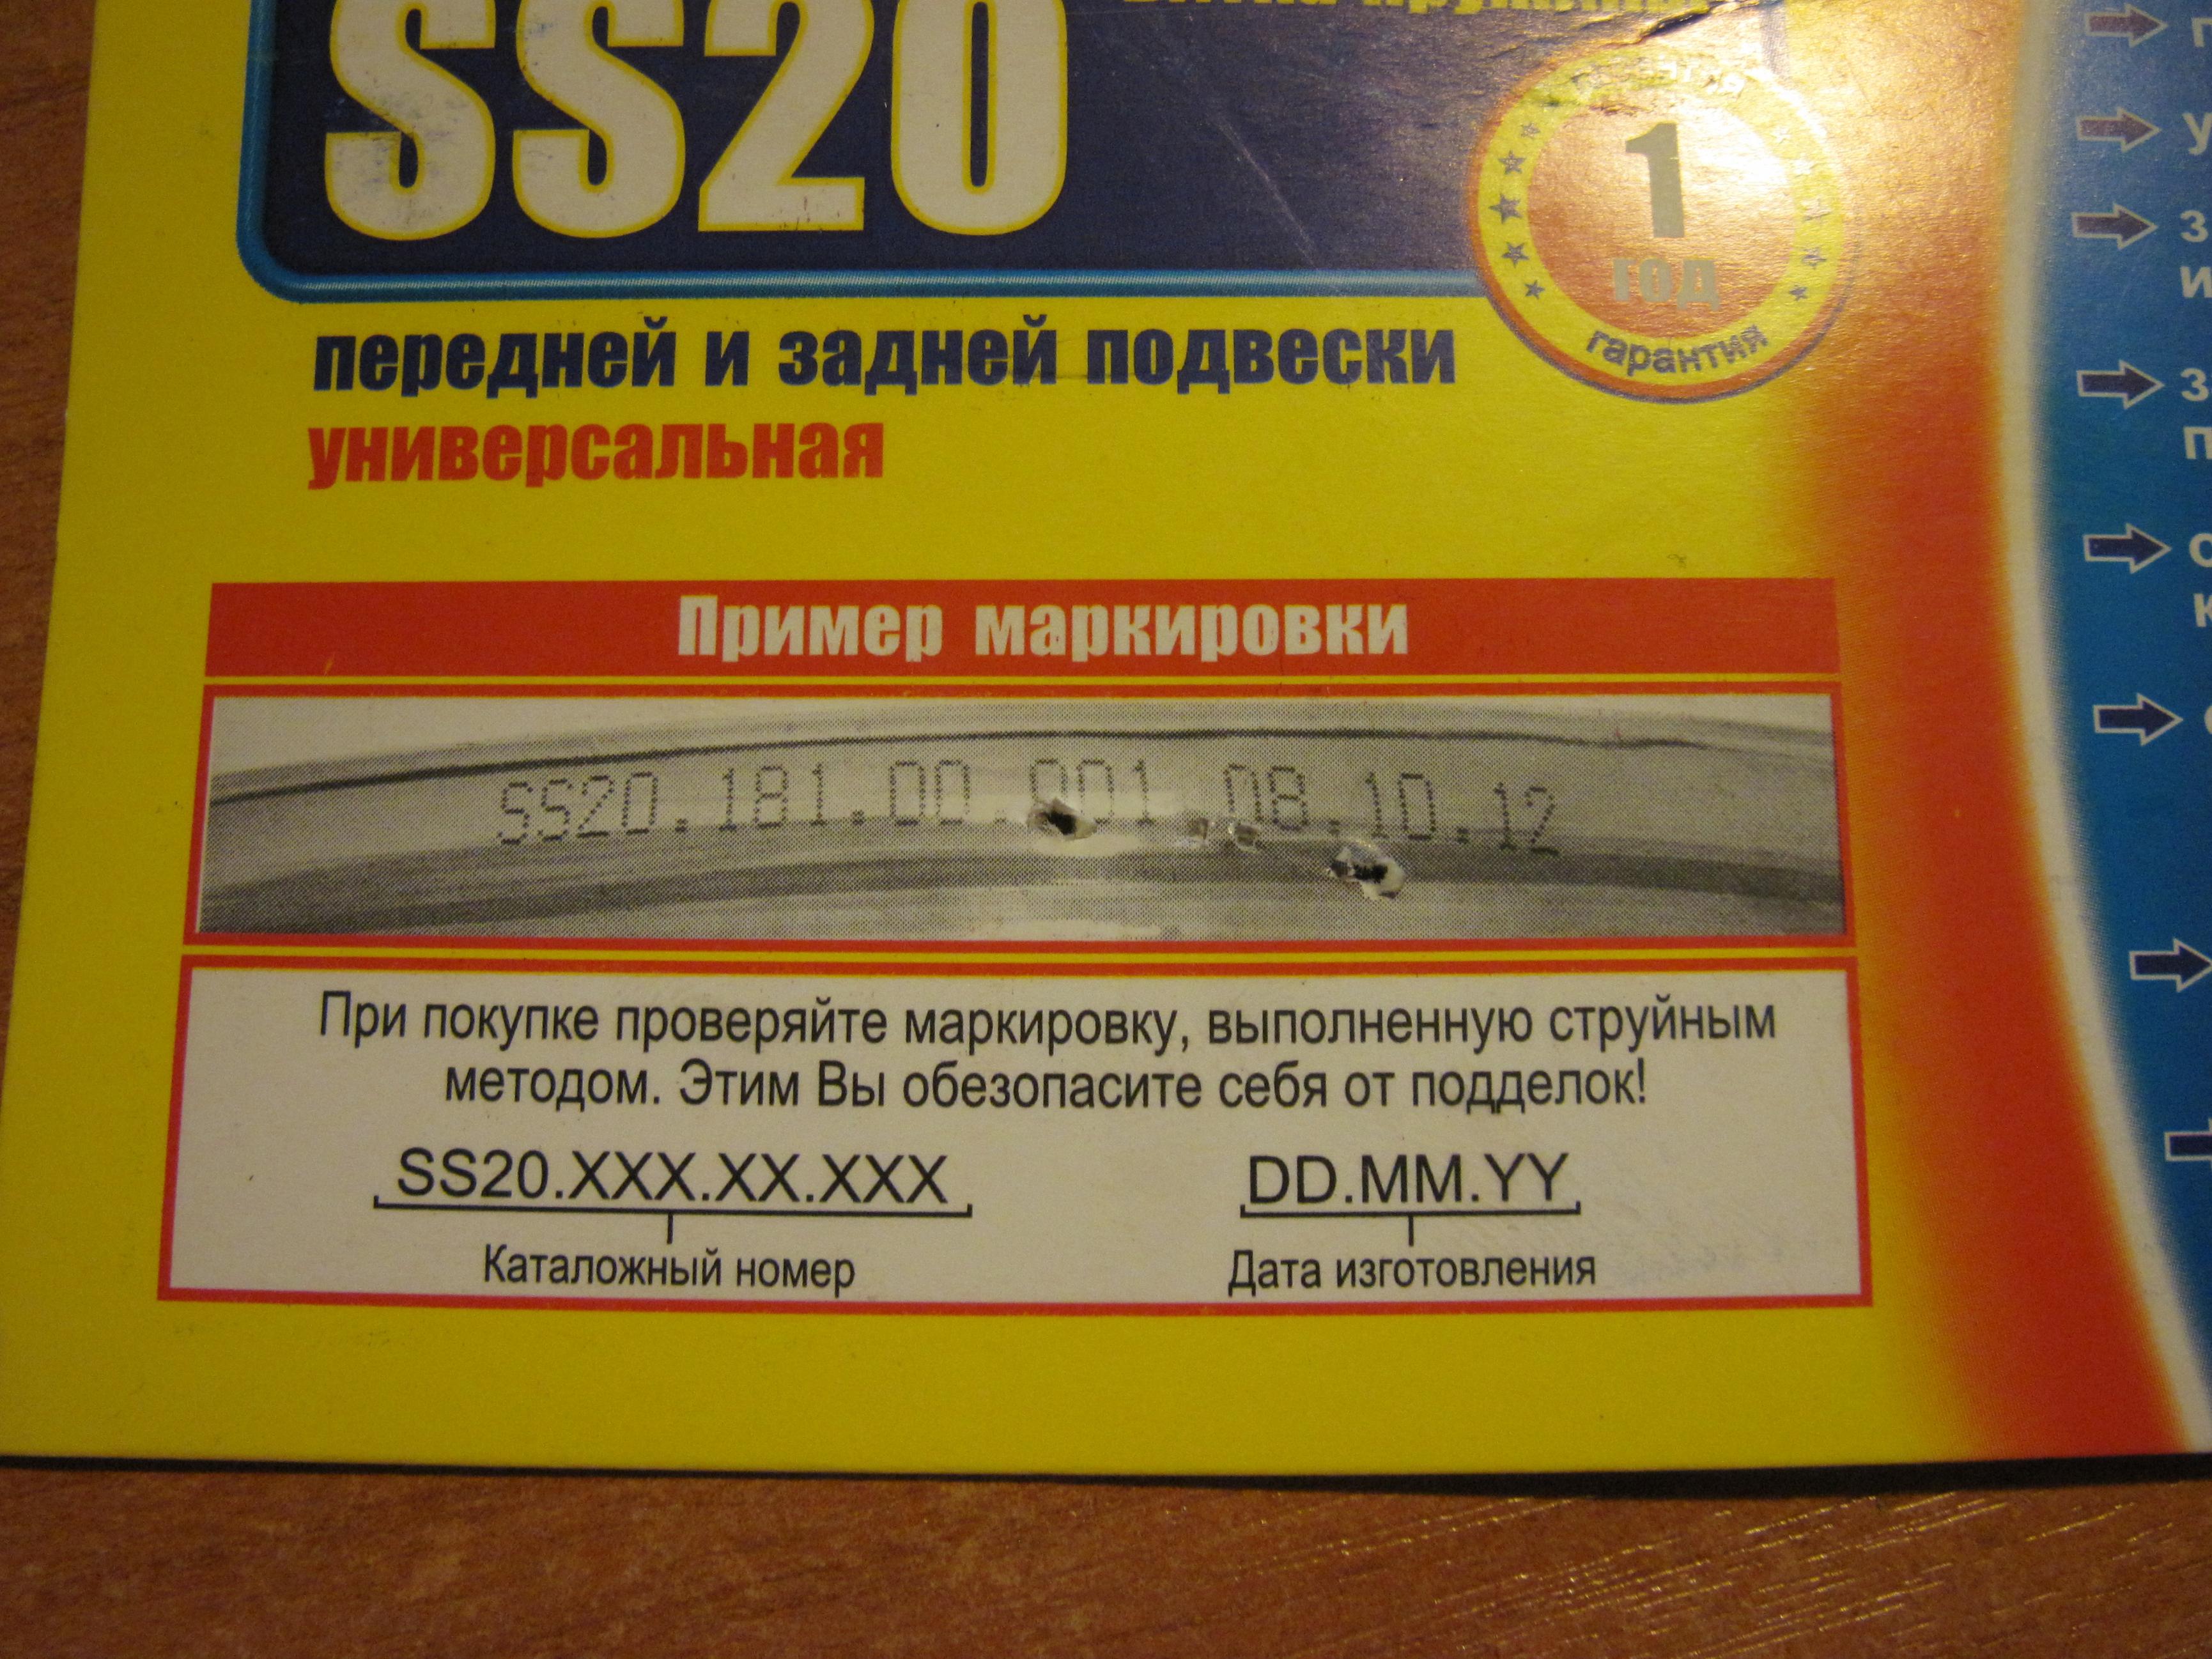 SS20
гарантия
1
год
гарантия
передней и задней подвески
универсальная
Пример маркировки
SS20.181.00.001 08.10.12
При покупке проверяйте маркировку, выполненную струйным
методом. Этим Вы обезопасите себя от подделок!
SS20.XXX.XX.XXX
DD.MM.YY
Каталожный номер
Дата изготовления